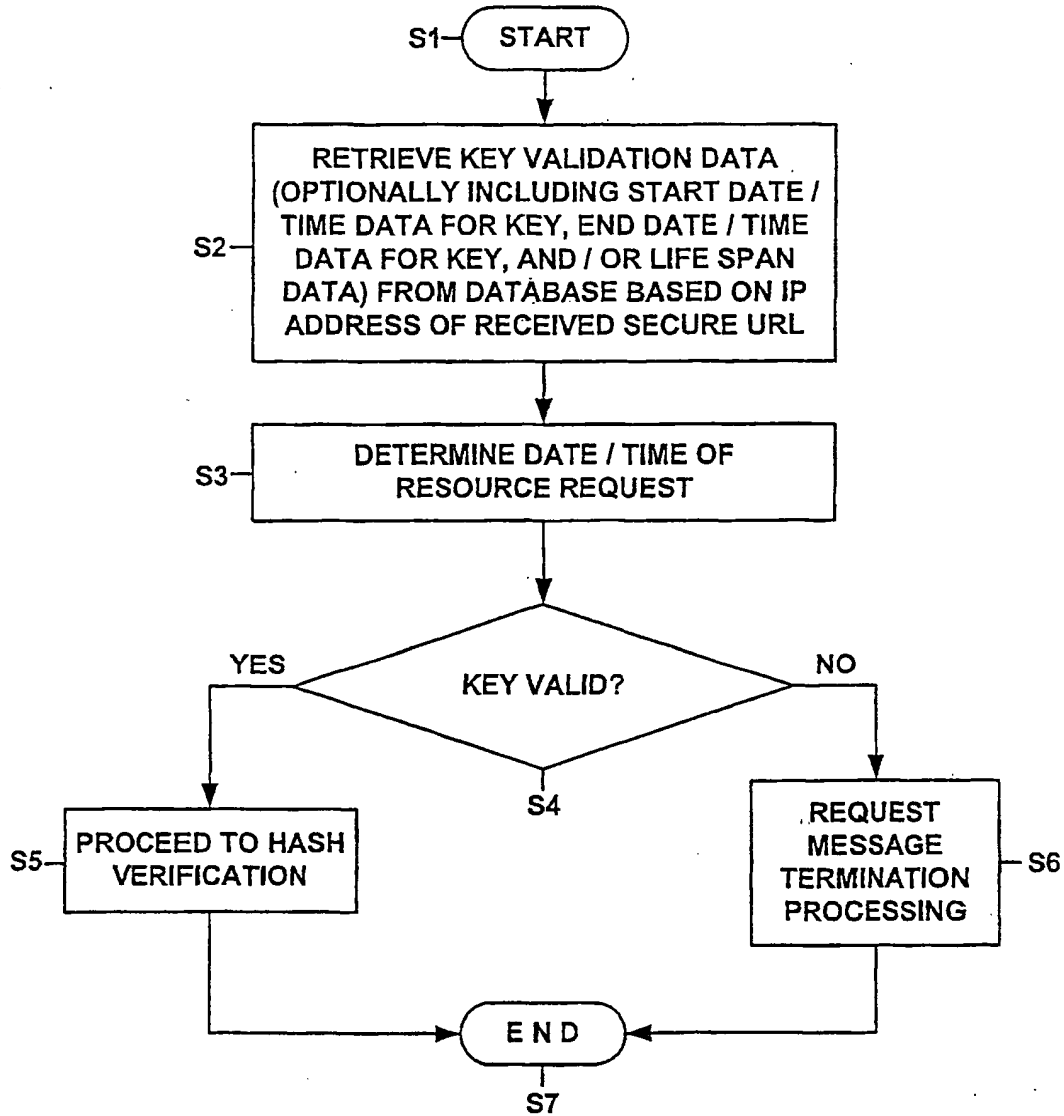 S1
START
RETRIEVE KEY VALIDATION DATA
(OPTIONALLY INCLUDING START DATE /
TIME DATA FOR KEY, END DATE / TIME
DATA FOR KEY, AND / OR LIFE SPAN
DATA) FROM DATABASE BASED ON IP
ADDRESS OF RECEIVED SECURE URL
S2
DETERMINE DATE / TIME OF
RESOURCE REQUEST
S3
YES
KEY VALID?
NO
S4
PROCEED TO HASH
VERIFICATION
S5
REQUEST
MESSAGE
TERMINATION
PROCESSING
S6
E N D
S7